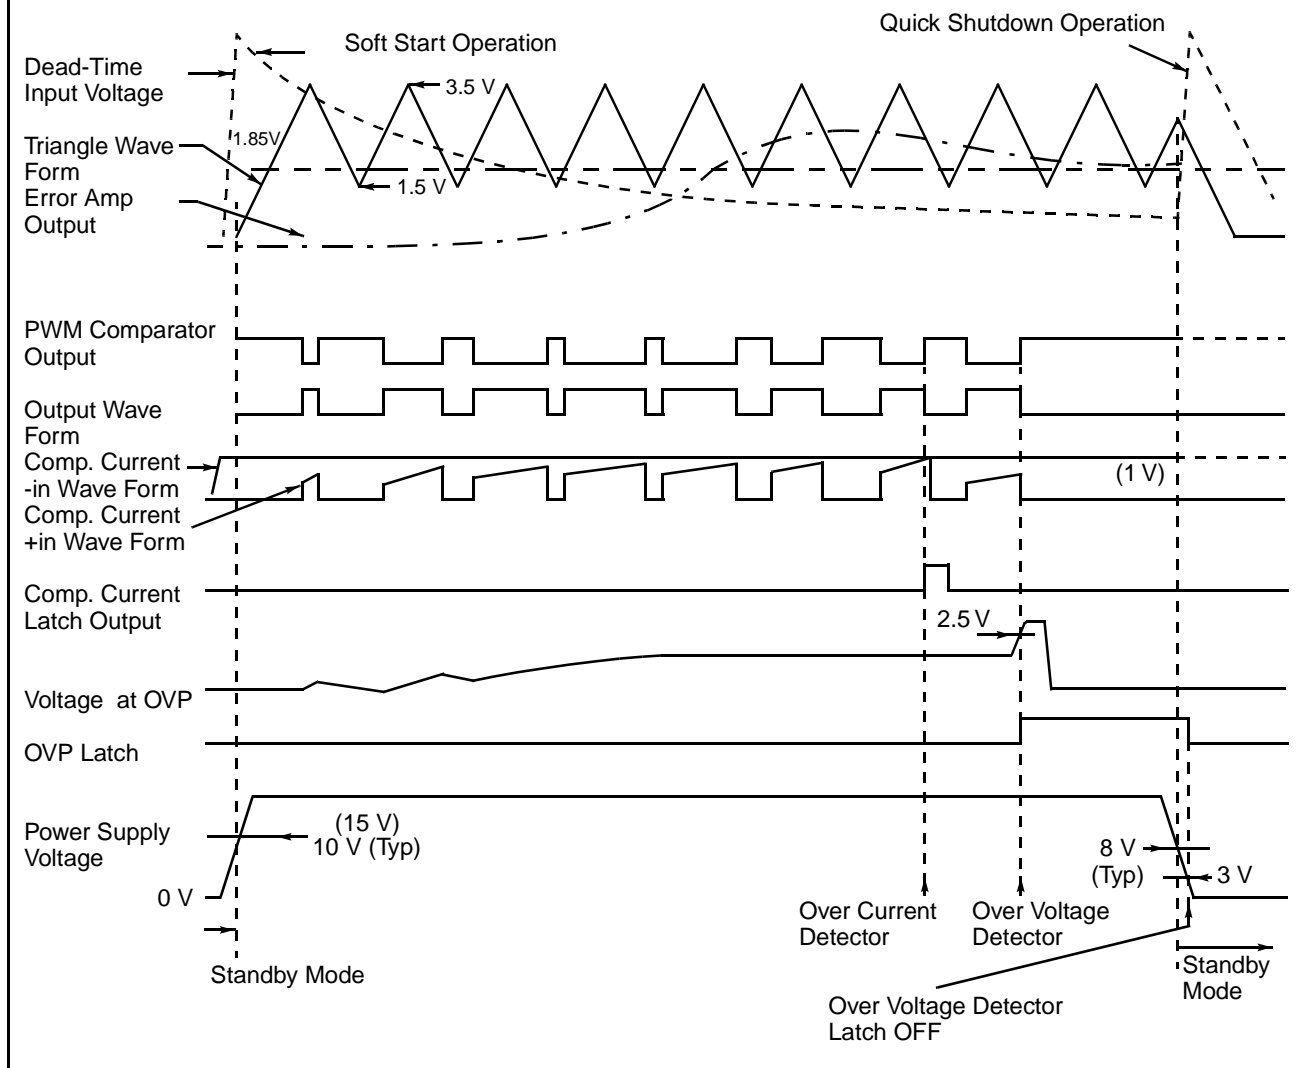 Quick Shutdown Operation
Soft Start Operation
Dead-Time
Input Voltage
3.5 V
1.85V
Triangle Wave
Form
1.5 V
Error Amp
Output
PWM Comparator
Output
Output Wave
Form
Comp. Current
-in Wave Form
(1 V)
Comp. Current
+in Wave Form
Comp. Current
Latch Output
2.5 V
Voltage at OVP
OVP Latch
Power Supply
Voltage
(15 V)
10 V (Typ)
8 V
(Typ)
3 V
0 V
Over Current
Detector
Over Voltage
Detector
Standby Mode
Standby
Mode
Over Voltage Detector
Latch OFF